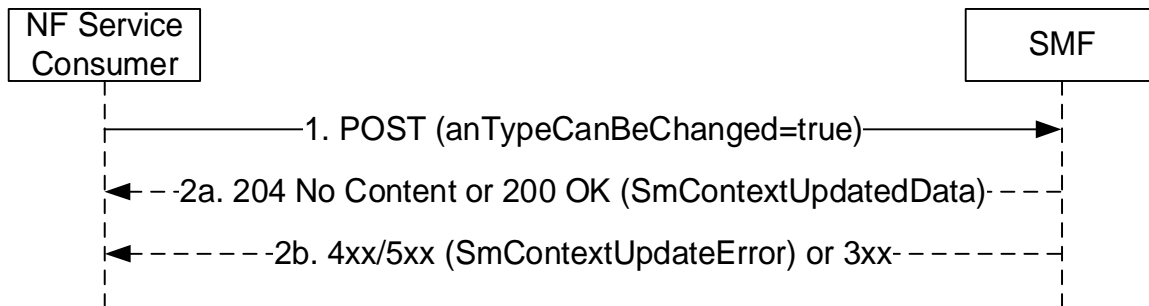 NF Service
Consumer
SMF
1. POST (anTypeCanBeChanged=true)
2a. 204 No Content or 200 OK (SmContextUpdatedData)
2b. 4xx/5xx (SmContextUpdateError) or 3xx